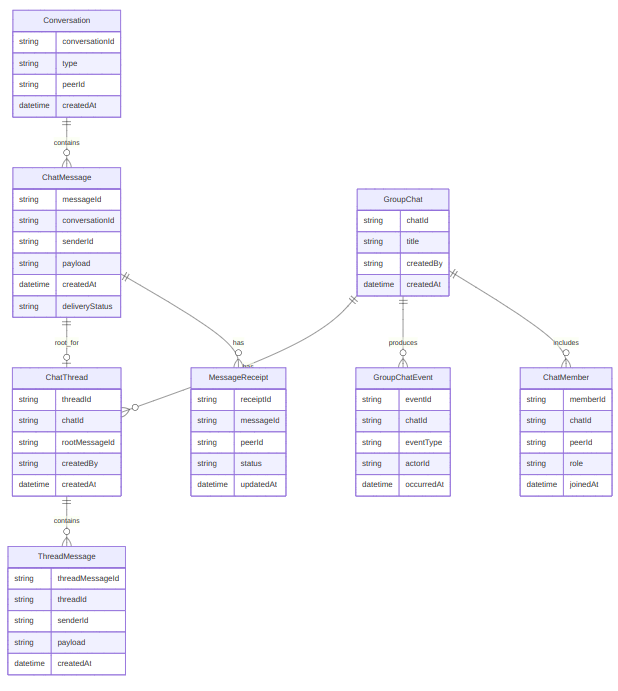 Conversation
string conversationId
string type
string peerId
datetime createdAt
contains
ChatMessage
string messageId
string conversationId
string senderId
string payload
datetime createdAt
string deliveryStatus
GroupChat
string chatId
string title
string createdBy
datetime createdAt
root_for
has
has
produces
includes
ChatThread
string threadId
string chatId
string rootMessageId
string createdBy
datetime createdAt
MessageReceipt
string receiptId
string messageId
string peerId
string status
datetime updatedAt
GroupChatEvent
string eventId
string chatId
string eventType
string actorId
datetime occurredAt
ChatMember
string memberId
string chatId
string peerId
string role
datetime joinedAt
contains
ThreadMessage
string threadMessageId
string threadId
string senderId
string payload
datetime createdAt